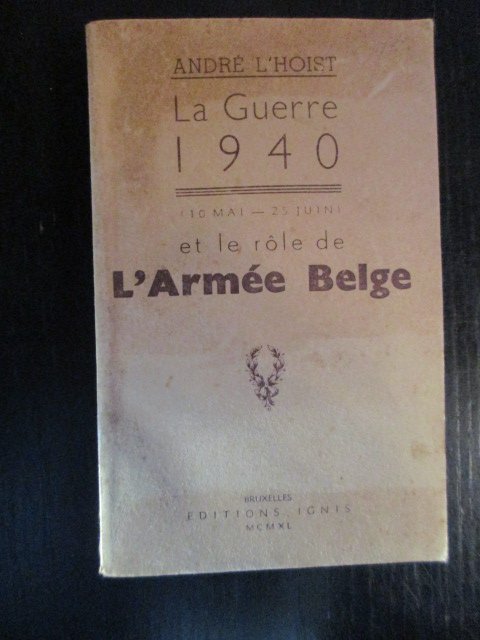 ANDRÉ L'HOIST
La Guerre
1940
(10 MAI — 25 JUIN)
et le rôle de
L'Armée Belge
BRUXELLES
EDITIONS IGNIS
MCMXL